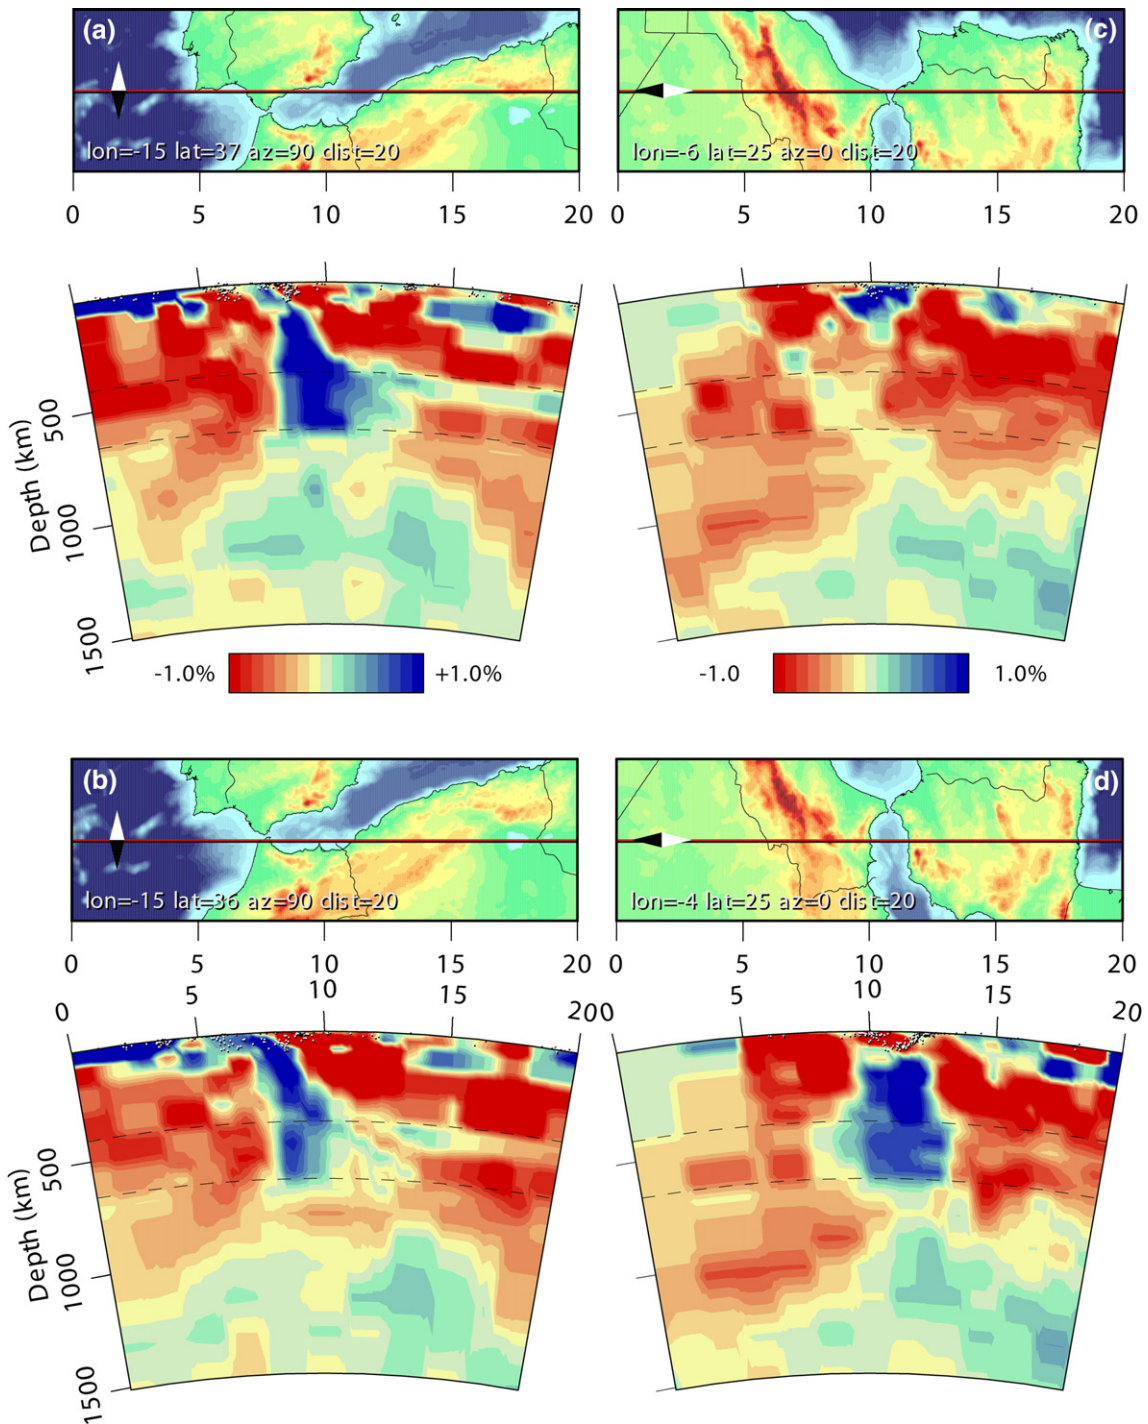 (a)
lon=-15 lat=37 az=90 dist=20
0 5 10 15 20
(c)
lon=-6 lat=25 az=0 dist=20
0 5 10 15 20
Depth (km)
500
1000
1500
-1.0% +1.0%
-1.0 1.0%
(b)
lon=-15 lat=36 az=90 dist=20
0 5 10 15 20
(d)
lon=-4 lat=25 az=0 dist=20
0 5 10 15 20
0 5 10 15 20
0 5 10 15 20
Depth (km)
500
1000
1500